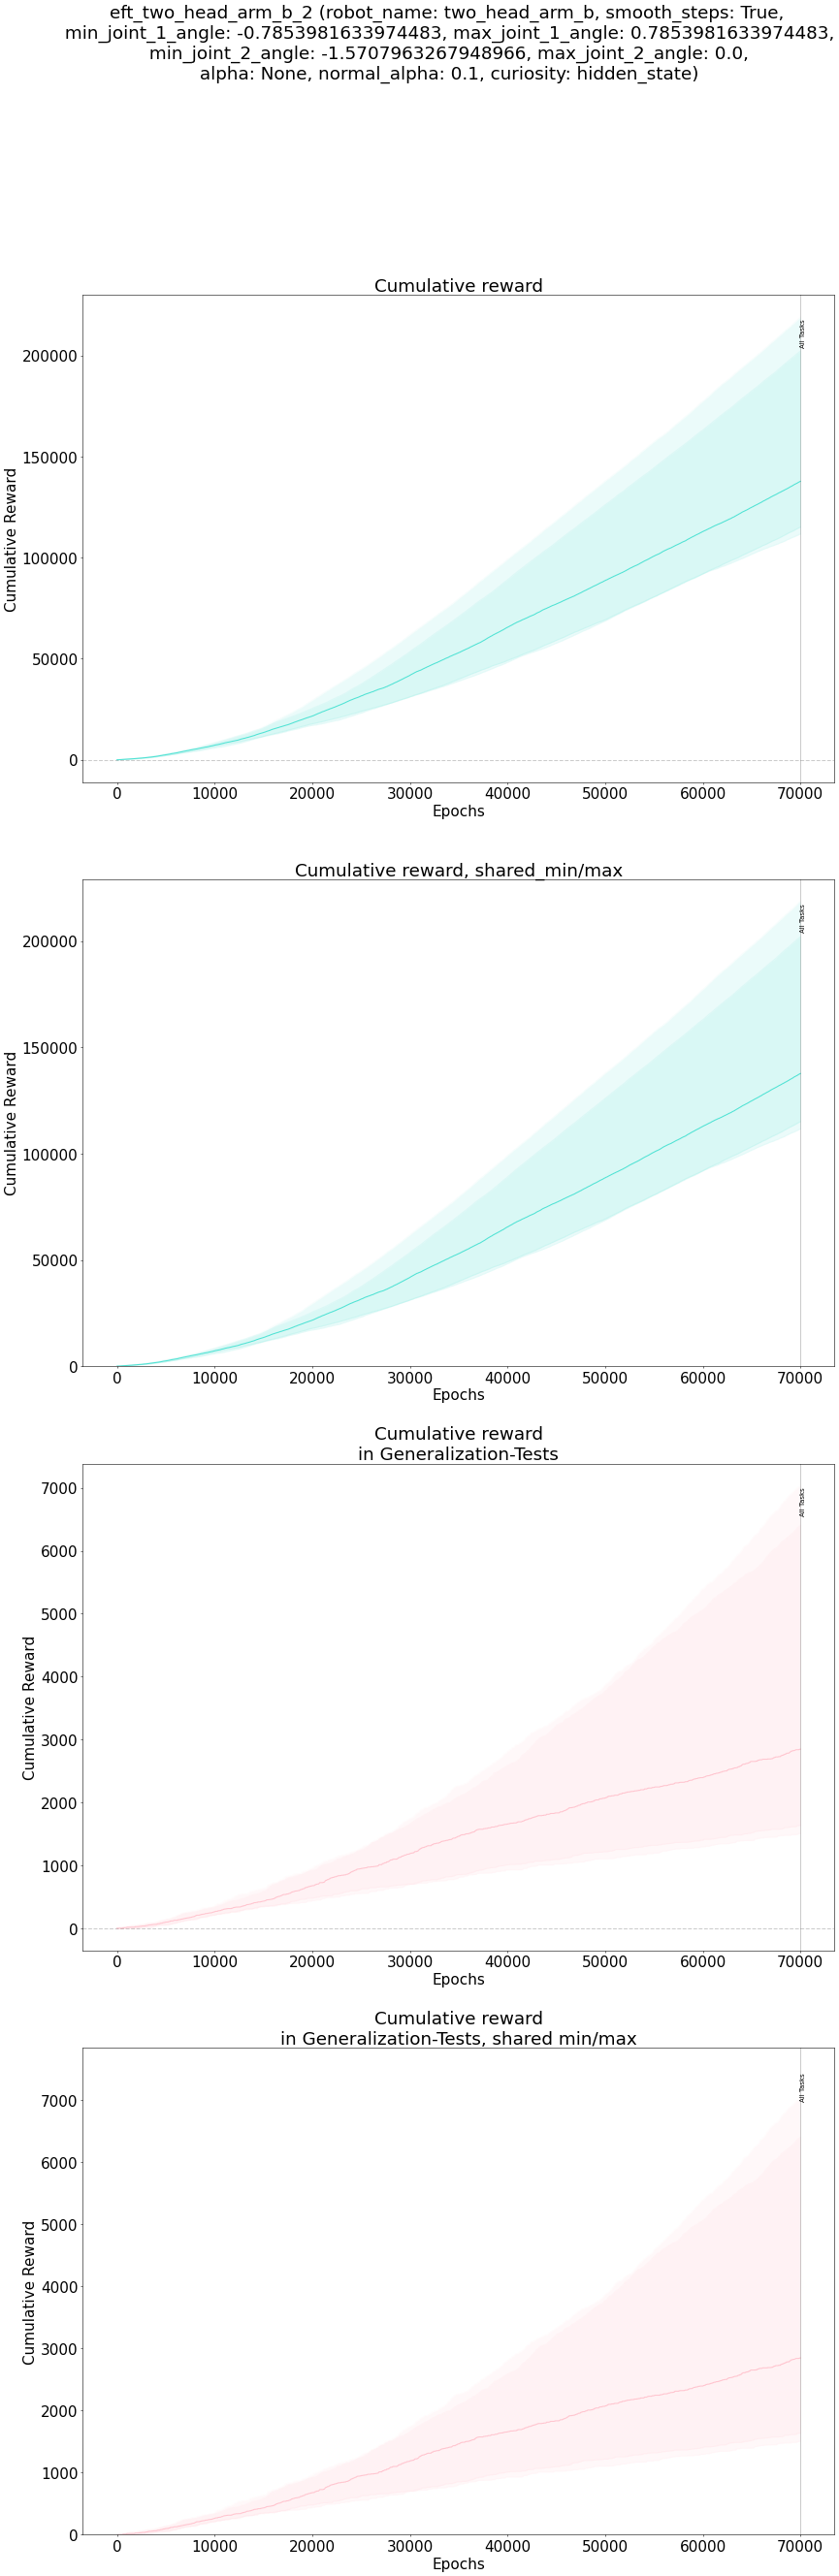 eft_two_head_arm_b_2 (robot_name: two_head_arm_b, smooth_steps: True,
min_joint_1_angle: -0.7853981633974483, max_joint_1_angle: 0.7853981633974483,
min_joint_2_angle: -1.5707963267948966, max_joint_2_angle: 0.0,
alpha: None, normal_alpha: 0.1, curiosity: hidden_state)
Cumulative reward
Cumulative Reward
200000
150000
100000
50000
0
All Tasks
0 10000 20000 30000 40000 50000 60000 70000
Epochs
Cumulative reward, shared_min/max
Cumulative Reward
200000
150000
100000
50000
0
All Tasks
0 10000 20000 30000 40000 50000 60000 70000
Epochs
Cumulative reward
in Generalization-Tests
Cumulative Reward
7000
6000
5000
4000
3000
2000
1000
0
All Tasks
0 10000 20000 30000 40000 50000 60000 70000
Epochs
Cumulative reward
in Generalization-Tests, shared min/max
Cumulative Reward
7000
6000
5000
4000
3000
2000
1000
0
All Tasks
0 10000 20000 30000 40000 50000 60000 70000
Epochs